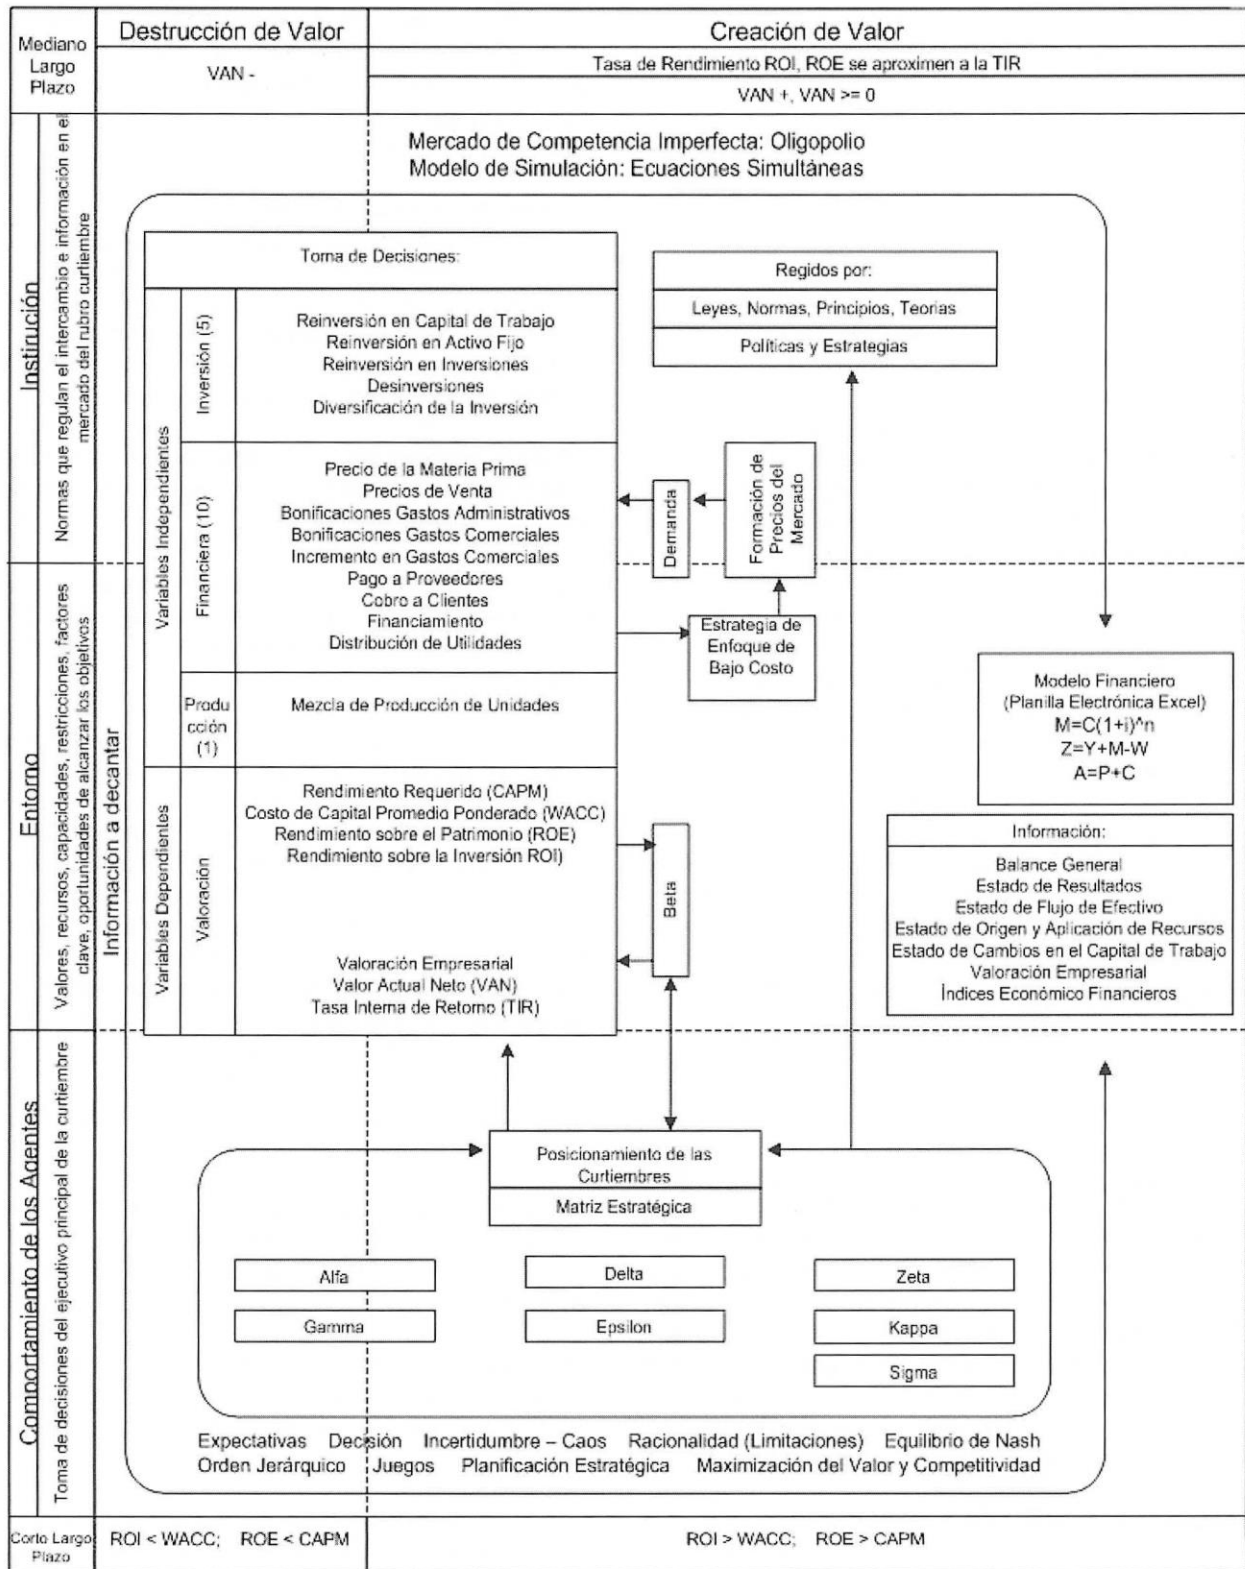 Mediano
Largo
Plazo
Destrucción de Valor
VAN -
Creación de Valor
Tasa de Rendimiento ROI, ROE se aproximen a la TIR
VAN +, VAN >= 0
Institución
Normas que regulan el intercambio e información en el
mercado del rubro curtiembre
Entorno
Valores, recursos, capacidades, restricciones, factores
clave, oportunidades de alcanzar los objetivos
Comportamiento de los Agentes
Toma de decisiones del ejecutivo principal de la curtiembre
Información a decantar
Mercado de Competencia Imperfecta: Oligopolio
Modelo de Simulación: Ecuaciones Simultáneas
Toma de Decisiones:
Variables Independientes
Inversión (5)
Reinversión en Capital de Trabajo
Reinversión en Activo Fijo
Reinversión en Inversiones
Desinversiones
Diversificación de la Inversión
Financiera (10)
Precio de la Materia Prima
Precios de Venta
Bonificaciones Gastos Administrativos
Bonificaciones Gastos Comerciales
Incremento en Gastos Comerciales
Pago a Proveedores
Cobro a Clientes
Financiamiento
Distribución de Utilidades
Produ
cción
(1)
Mezcla de Producción de Unidades
Variables Dependientes
Valoración
Rendimiento Requerido (CAPM)
Costo de Capital Promedio Ponderado (WACC)
Rendimiento sobre el Patrimonio (ROE)
Rendimiento sobre la Inversión ROI)
Valoración Empresarial
Valor Actual Neto (VAN)
Tasa Interna de Retorno (TIR)
Regidos por:
Leyes, Normas, Principios, Teorias
Políticas y Estrategias
Demanda
Formación de
Precios del
Mercado
Estrategia de
Enfoque de
Bajo Costo
Beta
Modelo Financiero
(Planilla Electrónica Excel)
M=C(1+i)^n
Z=Y+M-W
A=P+C
Información:
Balance General
Estado de Resultados
Estado de Flujo de Efectivo
Estado de Origen y Aplicación de Recursos
Estado de Cambios en el Capital de Trabajo
Valoración Empresarial
Índices Económico Financieros
Posicionamiento de las
Curtiembres
Matriz Estratégica
Alfa
Delta
Zeta
Gamma
Epsilon
Kappa
Sigma
Expectativas Decisión Incertidumbre – Caos Racionalidad (Limitaciones) Equilibrio de Nash
Orden Jerárquico Juegos Planificación Estratégica Maximización del Valor y Competitividad
Corto Largo
Plazo
ROI < WACC; ROE < CAPM
ROI > WACC; ROE > CAPM